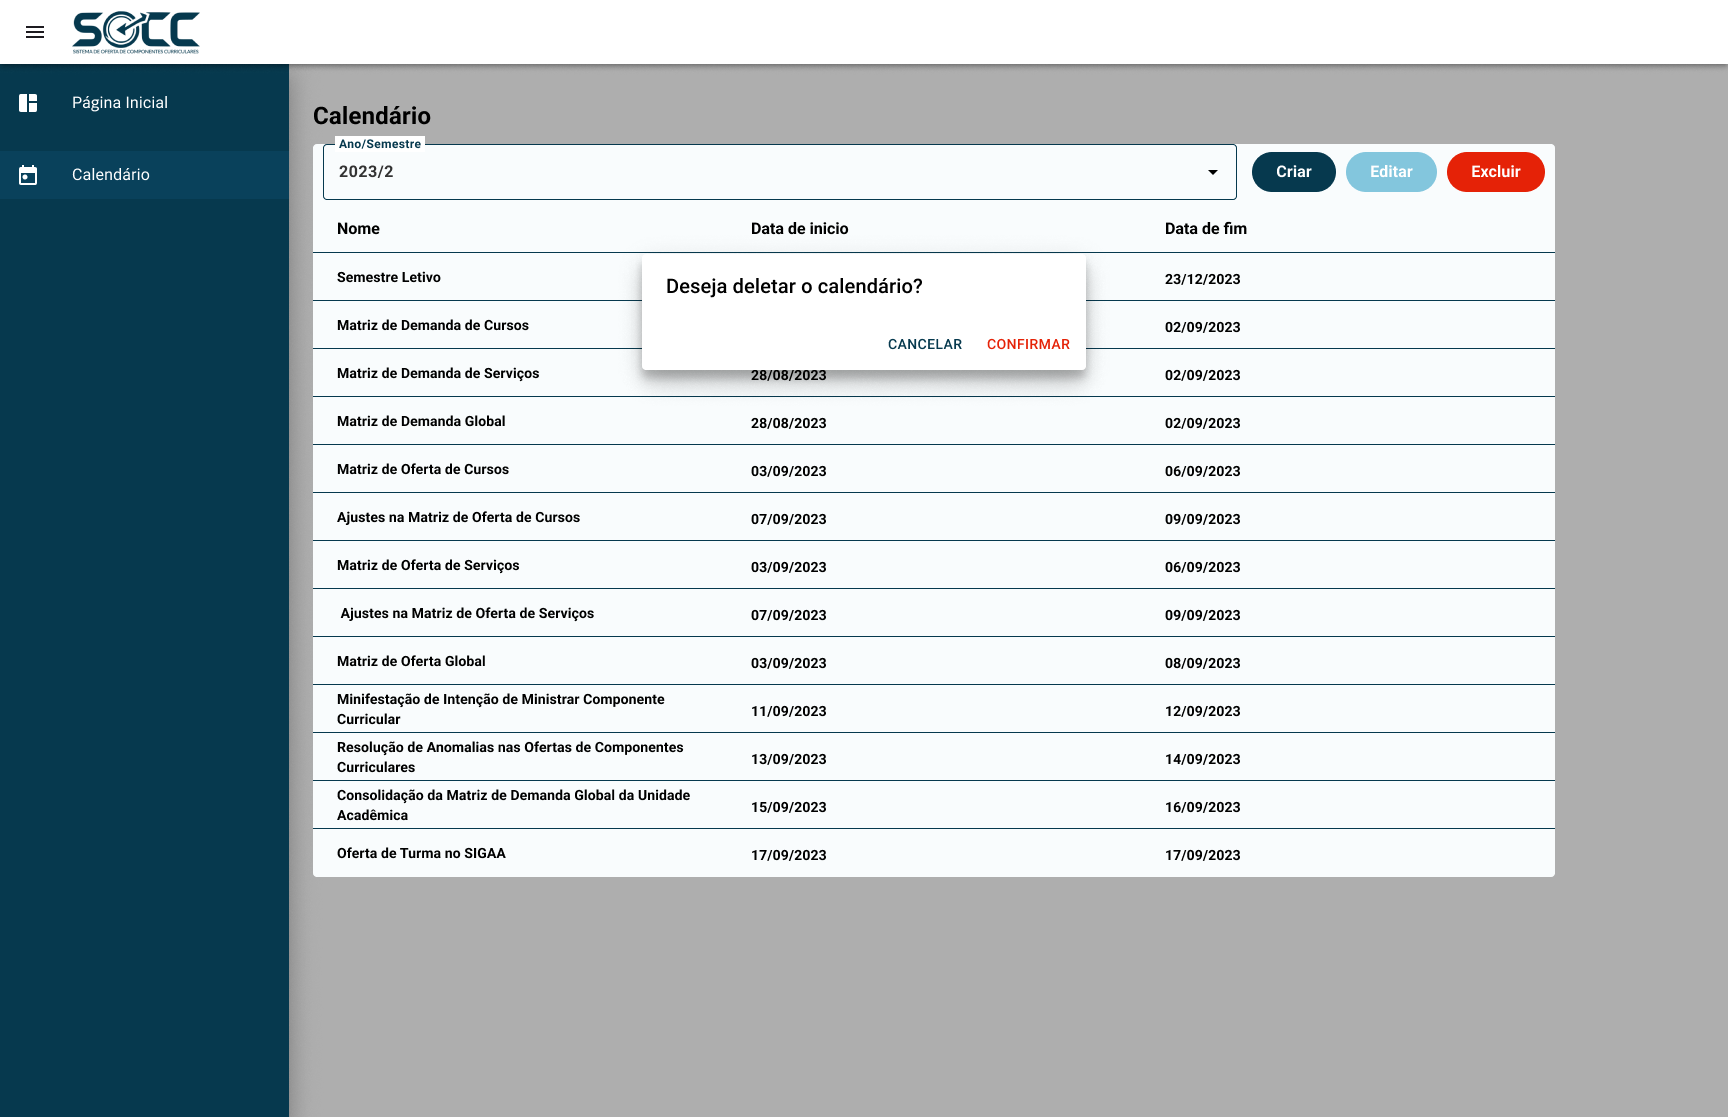 SOCC
SISTEMA DE OFERTA DE COMPONENTES CURRICULARES
Página Inicial
Calendário
Calendário
Ano/Semestre
2023/2
Criar
Editar
Excluir
Nome
Data de inicio
Data de fim
Semestre Letivo
23/12/2023
Deseja deletar o calendário?
CANCELAR
CONFIRMAR
Matriz de Demanda de Cursos
02/09/2023
Matriz de Demanda de Serviços
28/08/2023
02/09/2023
Matriz de Demanda Global
28/08/2023
02/09/2023
Matriz de Oferta de Cursos
03/09/2023
06/09/2023
Ajustes na Matriz de Oferta de Cursos
07/09/2023
09/09/2023
Matriz de Oferta de Serviços
03/09/2023
06/09/2023
Ajustes na Matriz de Oferta de Serviços
07/09/2023
09/09/2023
Matriz de Oferta Global
03/09/2023
08/09/2023
Minifestação de Intenção de Ministrar Componente
Curricular
11/09/2023
12/09/2023
Resolução de Anomalias nas Ofertas de Componentes
Curriculares
13/09/2023
14/09/2023
Consolidação da Matriz de Demanda Global da Unidade
Acadêmica
15/09/2023
16/09/2023
Oferta de Turma no SIGAA
17/09/2023
17/09/2023